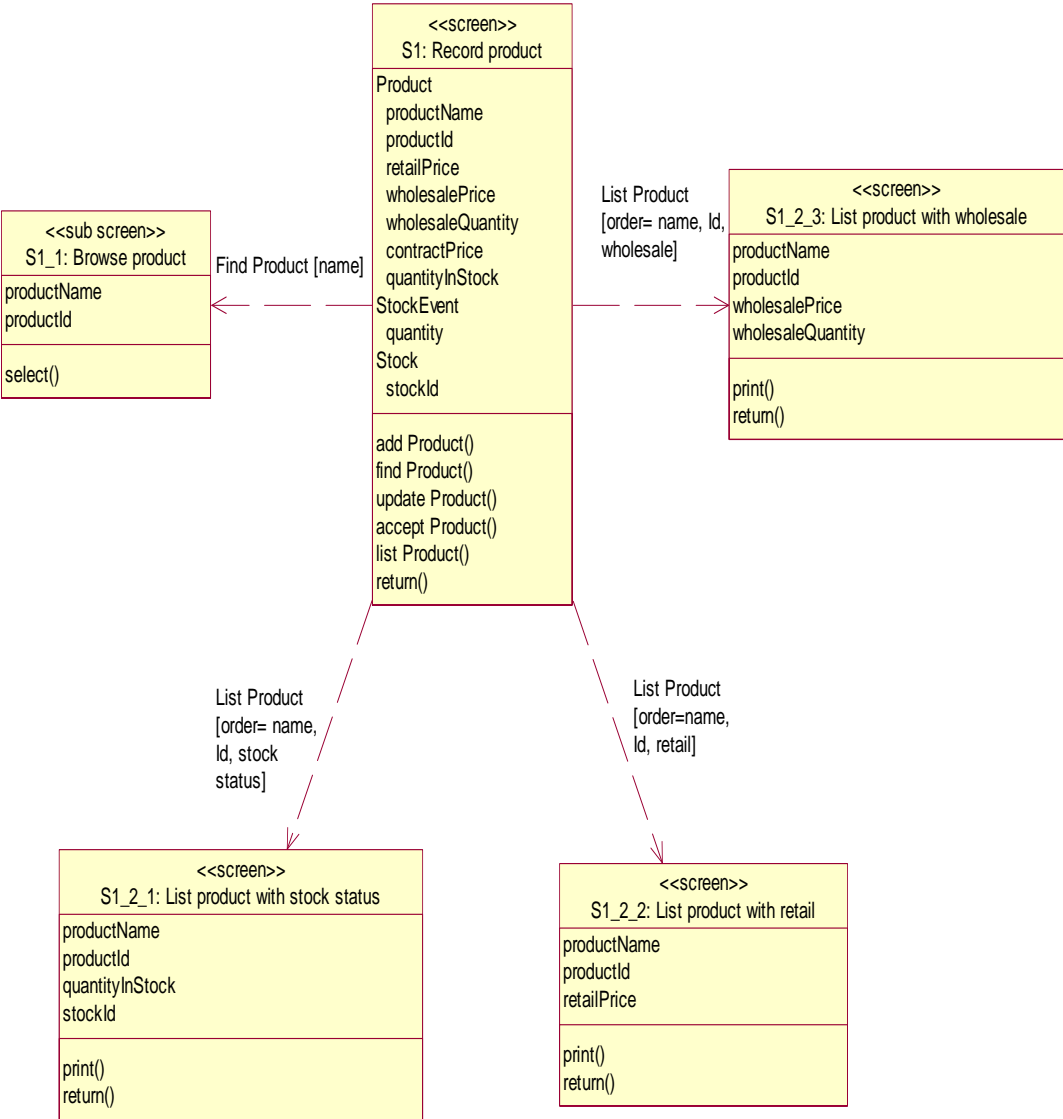 <<screen>>
S1: Record product
Product
productName
productId
retailPrice
wholesalePrice
wholesaleQuantity
contractPrice
quantityInStock
StockEvent
quantity
Stock
stockId
add Product()
find Product()
update Product()
accept Product()
list Product()
return()
<<sub screen>>
S1_1: Browse product
productName
productId
select()
Find Product [name]
List Product
[order= name, Id,
wholesale]
<<screen>>
S1_2_3: List product with wholesale
productName
productId
wholesalePrice
wholesaleQuantity
print()
return()
List Product
[order= name,
Id, stock
status]
List Product
[order=name,
Id, retail]
<<screen>>
S1_2_1: List product with stock status
productName
productId
quantityInStock
stockId
print()
return()
<<screen>>
S1_2_2: List product with retail
productName
productId
retailPrice
print()
return()